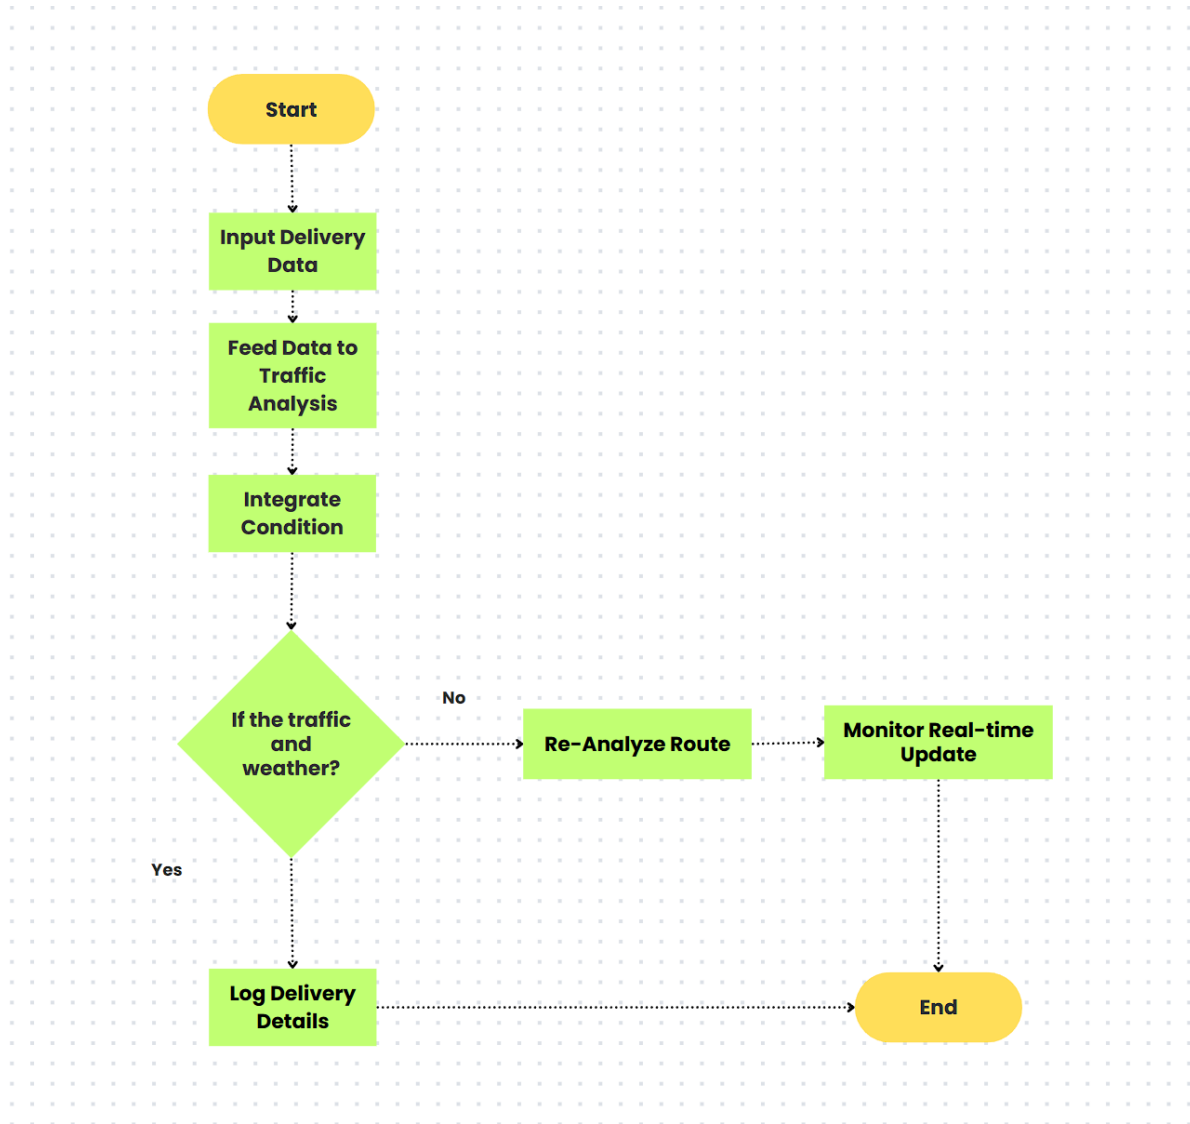 Start
Input Delivery
Data
Feed Data to
Traffic
Analysis
Integrate
Condition
If the traffic
and
weather?
No
Re-Analyze Route
Monitor Real-time
Update
Yes
Log Delivery
Details
End